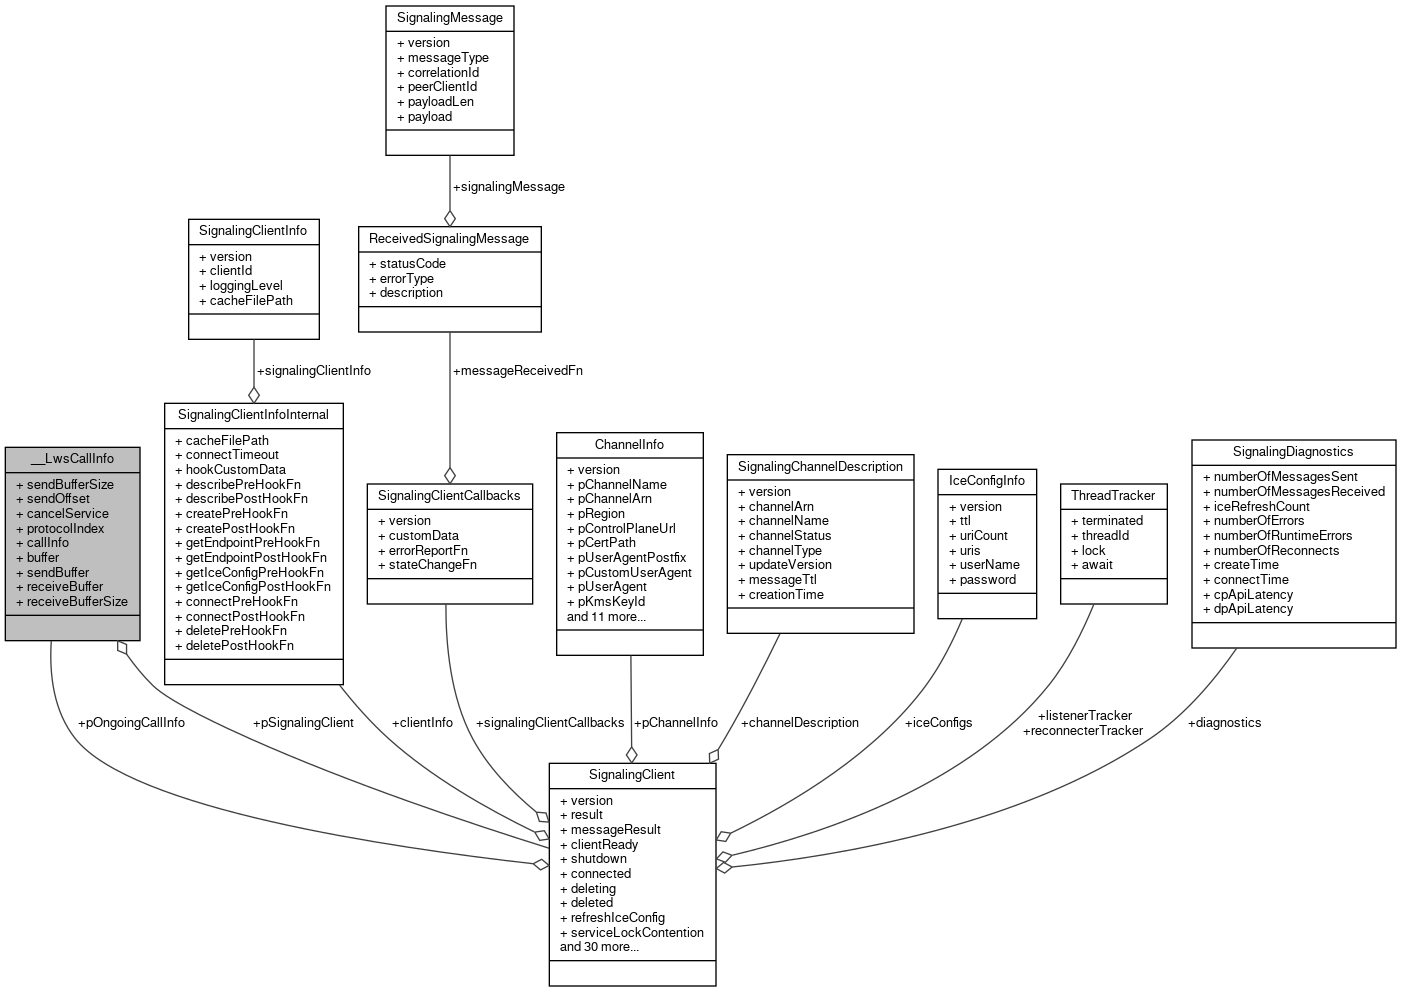 SignalingMessage
+ version
+ messageType
+ correlationId
+ peerClientId
+ payloadLen
+ payload
+signalingMessage
SignalingClientInfo
+ version
+ clientId
+ loggingLevel
+ cacheFilePath
ReceivedSignalingMessage
+ statusCode
+ errorType
+ description
+signalingClientInfo
+messageReceivedFn
__LwsCallInfo
+ sendBufferSize
+ sendOffset
+ cancelService
+ protocolIndex
+ callInfo
+ buffer
+ sendBuffer
+ receiveBuffer
+ receiveBufferSize
SignalingClientInfoInternal
+ cacheFilePath
+ connectTimeout
+ hookCustomData
+ describePreHookFn
+ describePostHookFn
+ createPreHookFn
+ createPostHookFn
+ getEndpointPreHookFn
+ getEndpointPostHookFn
+ getIceConfigPreHookFn
+ getIceConfigPostHookFn
+ connectPreHookFn
+ connectPostHookFn
+ deletePreHookFn
+ deletePostHookFn
SignalingClientCallbacks
+ version
+ customData
+ errorReportFn
+ stateChangeFn
ChannelInfo
+ version
+ pChannelName
+ pChannelArn
+ pRegion
+ pControlPlaneUrl
+ pCertPath
+ pUserAgentPostfix
+ pCustomUserAgent
+ pUserAgent
+ pKmsKeyId
and 11 more...
SignalingChannelDescription
+ version
+ channelArn
+ channelName
+ channelStatus
+ channelType
+ updateVersion
+ messageTtl
+ creationTime
IceConfigInfo
+ version
+ ttl
+ uriCount
+ uris
+ userName
+ password
ThreadTracker
+ terminated
+ threadId
+ lock
+ await
SignalingDiagnostics
+ numberOfMessagesSent
+ numberOfMessagesReceived
+ iceRefreshCount
+ numberOfErrors
+ numberOfRuntimeErrors
+ numberOfReconnects
+ createTime
+ connectTime
+ cpApiLatency
+ dpApiLatency
+pOngoingCallInfo
+pSignalingClient
+clientInfo
+signalingClientCallbacks
+pChannelInfo
+channelDescription
+iceConfigs
+listenerTracker
+reconnecterTracker
+diagnostics
SignalingClient
+ version
+ result
+ messageResult
+ clientReady
+ shutdown
+ connected
+ deleting
+ deleted
+ refreshIceConfig
+ serviceLockContention
and 30 more...